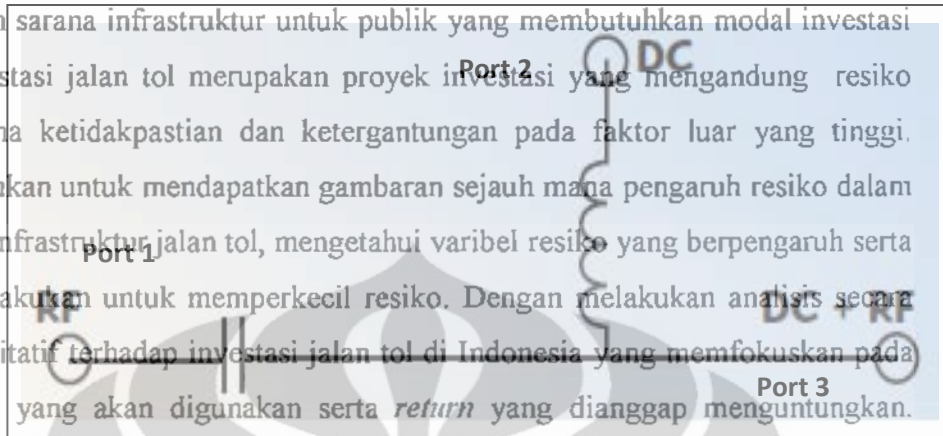 sarana infrastruktur untuk publik yang membutuhkan modal investasi
stasi jalan tol merupakan proyek investasi yang mengandung resiko
Port 2
DC
na ketidakpastian dan ketergantungan pada faktor luar yang tinggi.
kan untuk mendapatkan gambaran sejauh mana pengaruh resiko dalam
nfrastruktur jalan tol, mengetahui varibel resiko yang berpengaruh serta
Port 1
akukan untuk memperkecil resiko. Dengan melakukan analisis secara
RF
DC + RF
itatif terhadap investasi jalan tol di Indonesia yang memfokuskan pada
Port 3
yang akan digunakan serta return yang dianggap menguntungkan.